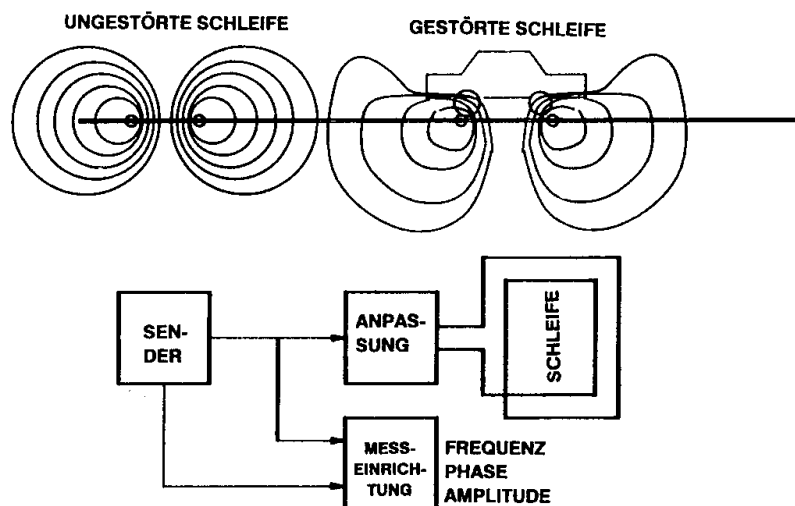 UNGESTÖRTE SCHLEIFE
GESTÖRTE SCHLEIFE
SEN-
DER
ANPAS-
SUNG
SCHLEIFE
MESS-
EINRICH-
TUNG
FREQUENZ
PHASE
AMPLITUDE